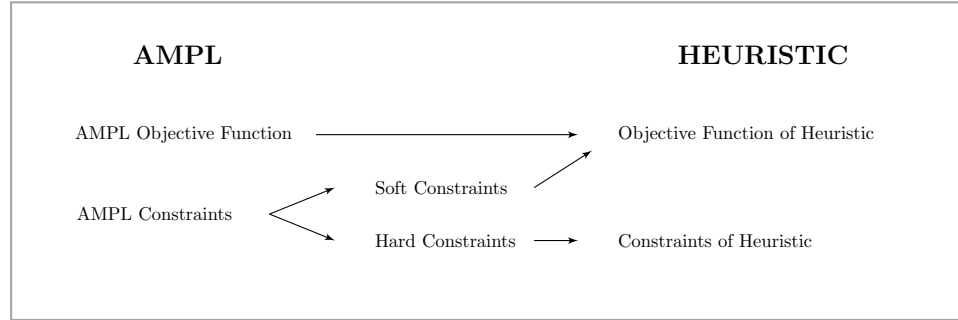 AMPL
HEURISTIC
AMPL Objective Function
Objective Function of Heuristic
Soft Constraints
AMPL Constraints
Hard Constraints
Constraints of Heuristic